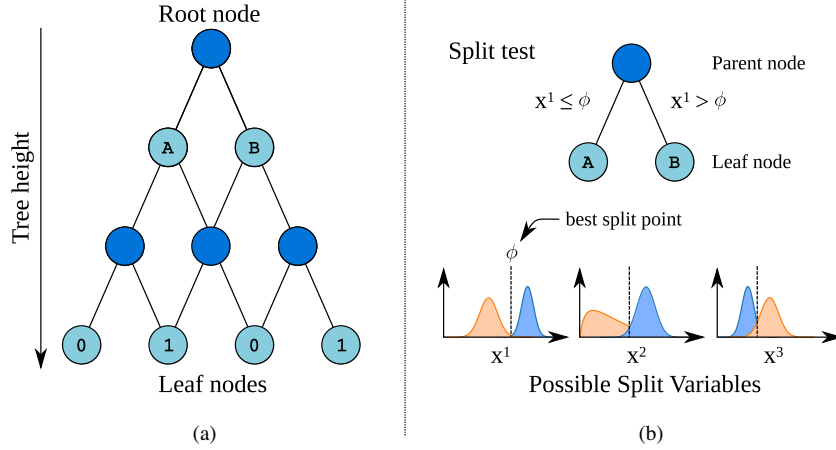 Root node
Tree height
A
B
0
1
0
1
Leaf nodes
(a)
Split test
Parent node
x¹ ≤ ϕ
x¹ > ϕ
A
B
Leaf node
best split point
ϕ
x¹
x²
x³
Possible Split Variables
(b)